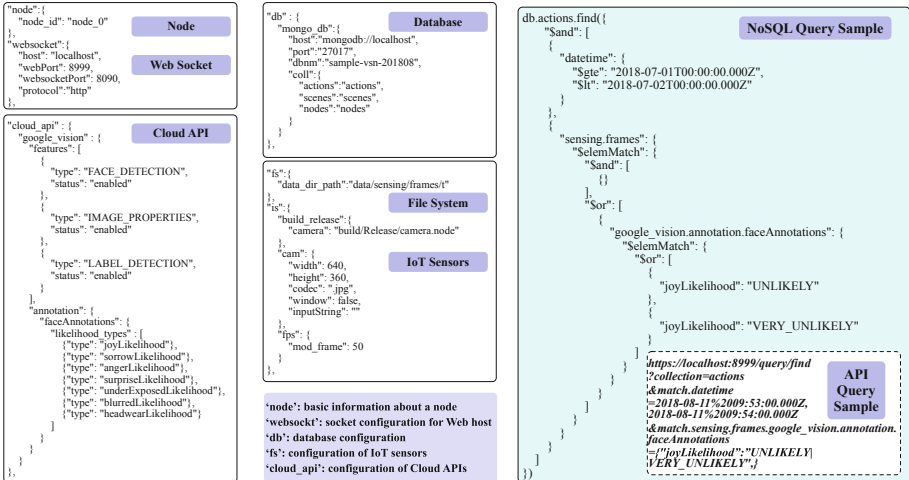 "node":{
"node_id": "node_0"
},
Node
"websocket":{
"host": "localhost",
"webPort": 8999,
"websocketPort": 8090,
"protocol":"http"
},
Web Socket
"cloud_api" : {
"google_vision" : {
"features": [
{
"type": "FACE_DETECTION",
"status": "enabled"
},
{
"type": "IMAGE_PROPERTIES",
"status": "enabled"
},
{
"type": "LABEL_DETECTION",
"status": "enabled"
}
],
"annotation": {
"faceAnnotations": {
"likelihood_types" : [
{"type": "joyLikelihood"},
{"type": "sorrowLikelihood"},
{"type": "angerLikelihood"},
{"type": "surpriseLikelihood"},
{"type": "underExposedLikelihood"},
{"type": "blurredLikelihood"},
{"type": "headwearLikelihood"}
]
}
}
}
},
Cloud API
"db" : {
"mongo_db":{
"host":"mongodb://localhost",
"port":"27017",
"dbnm":"sample-vsn-201808",
"coll":{
"actions":"actions",
"scenes":"scenes",
"nodes":"nodes"
}
}
},
Database
"fs":{
"data_dir_path":"data/sensing/frames/t"
},
File System
"is":{
"build_release":{
"camera": "build/Release/camera.node"
},
"cam":{
"width": 640,
"height": 360,
"codec": ".jpg",
"window": false,
"inputString": ""
},
"fps": {
"mod_frame": 50
}
},
IoT Sensors
‘node’: basic information about a node
‘websockt’: socket configuration for Web host
‘db’: database configuration
‘fs’: configuration of IoT sensors
‘cloud_api’: configuration of Cloud APIs
NoSQL Query Sample
db.actions.find({
"$and": [
{
"datetime": {
"$gte": "2018-07-01T00:00:00.000Z",
"$lt": "2018-07-02T00:00:00.000Z"
}
},
{
"sensing.frames": {
"$elemMatch": {
"$and": [
{}
],
"$or": [
{
"google_vision.annotation.faceAnnotations": {
"$elemMatch": {
"$or": [
{
"joyLikelihood": "UNLIKELY"
},
{
"joyLikelihood": "VERY_UNLIKELY"
}
]
}
}
}
]
}
}
}
]
})
https://localhost:8999/query/find
?collection=actions
&match.datetime
=2018-08-11%2009:53:00.000Z,
2018-08-11%2009:54:00.000Z
&match.sensing.frames.google_vision.annotation.
faceAnnotations
={"joyLikelihood":"UNLIKELY|
VERY_UNLIKELY",}
API
Query
Sample